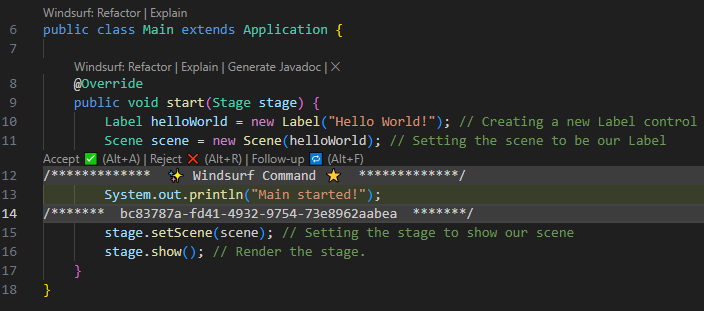 Windsurf: Refactor | Explain
6 public class Main extends Application {
7
Windsurf: Refactor | Explain | Generate Javadoc | ×
8 @Override
9 public void start(Stage stage) {
10 Label helloWorld = new Label("Hello World!"); // Creating a new Label control
11 Scene scene = new Scene(helloWorld); // Setting the scene to be our Label
Accept ✅ (Alt+A) | Reject ❌ (Alt+R) | Follow-up 🔁 (Alt+F)
12 /************* ✨ Windsurf Command ⭐ *************/
13 System.out.println("Main started!");
14 /******* bc83787a-fd41-4932-9754-73e8962aabea *******/
15 stage.setScene(scene); // Setting the stage to show our scene
16 stage.show(); // Render the stage.
17 }
18 }